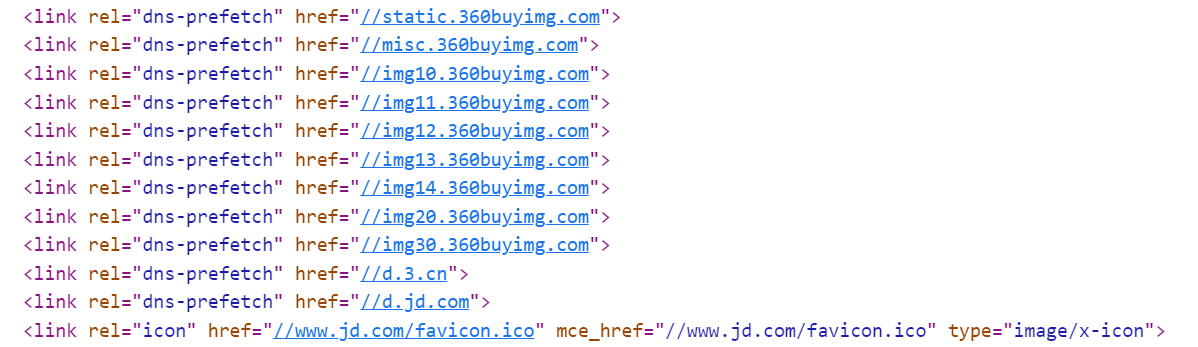 <link rel="dns-prefetch" href="//static.360buyimg.com">
<link rel="dns-prefetch" href="//misc.360buyimg.com">
<link rel="dns-prefetch" href="//img10.360buyimg.com">
<link rel="dns-prefetch" href="//img11.360buyimg.com">
<link rel="dns-prefetch" href="//img12.360buyimg.com">
<link rel="dns-prefetch" href="//img13.360buyimg.com">
<link rel="dns-prefetch" href="//img14.360buyimg.com">
<link rel="dns-prefetch" href="//img20.360buyimg.com">
<link rel="dns-prefetch" href="//img30.360buyimg.com">
<link rel="dns-prefetch" href="//d.3.cn">
<link rel="dns-prefetch" href="//d.jd.com">
<link rel="icon" href="//www.jd.com/favicon.ico" mce_href="//www.jd.com/favicon.ico" type="image/x-icon">